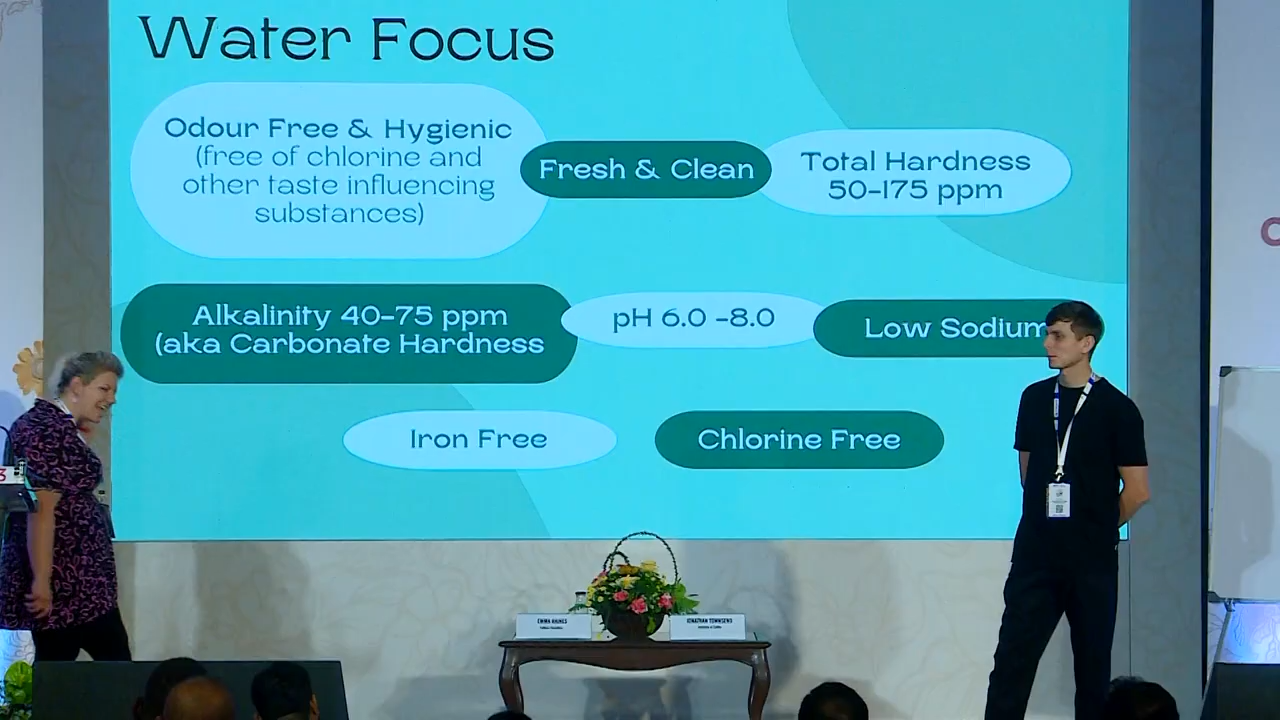 Water Focus
Odour Free & Hygienic
(free of chlorine and
other taste influencing
substances)
Fresh & Clean
Total Hardness
50-175 ppm
Alkalinity 40-75 ppm
(aka Carbonate Hardness
pH 6.0 -8.0
Low Sodium
Iron Free
Chlorine Free
EMMA
JONATHAN TOWNSEND